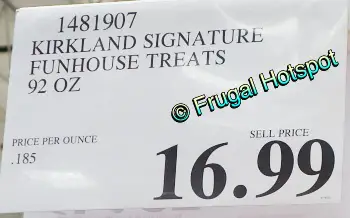 1481907
KIRKLAND SIGNATURE
FUNHOUSE TREATS
92 OZ
© Frugal Hotspot
PRICE PER OUNCE
.185
SELL PRICE
16.99